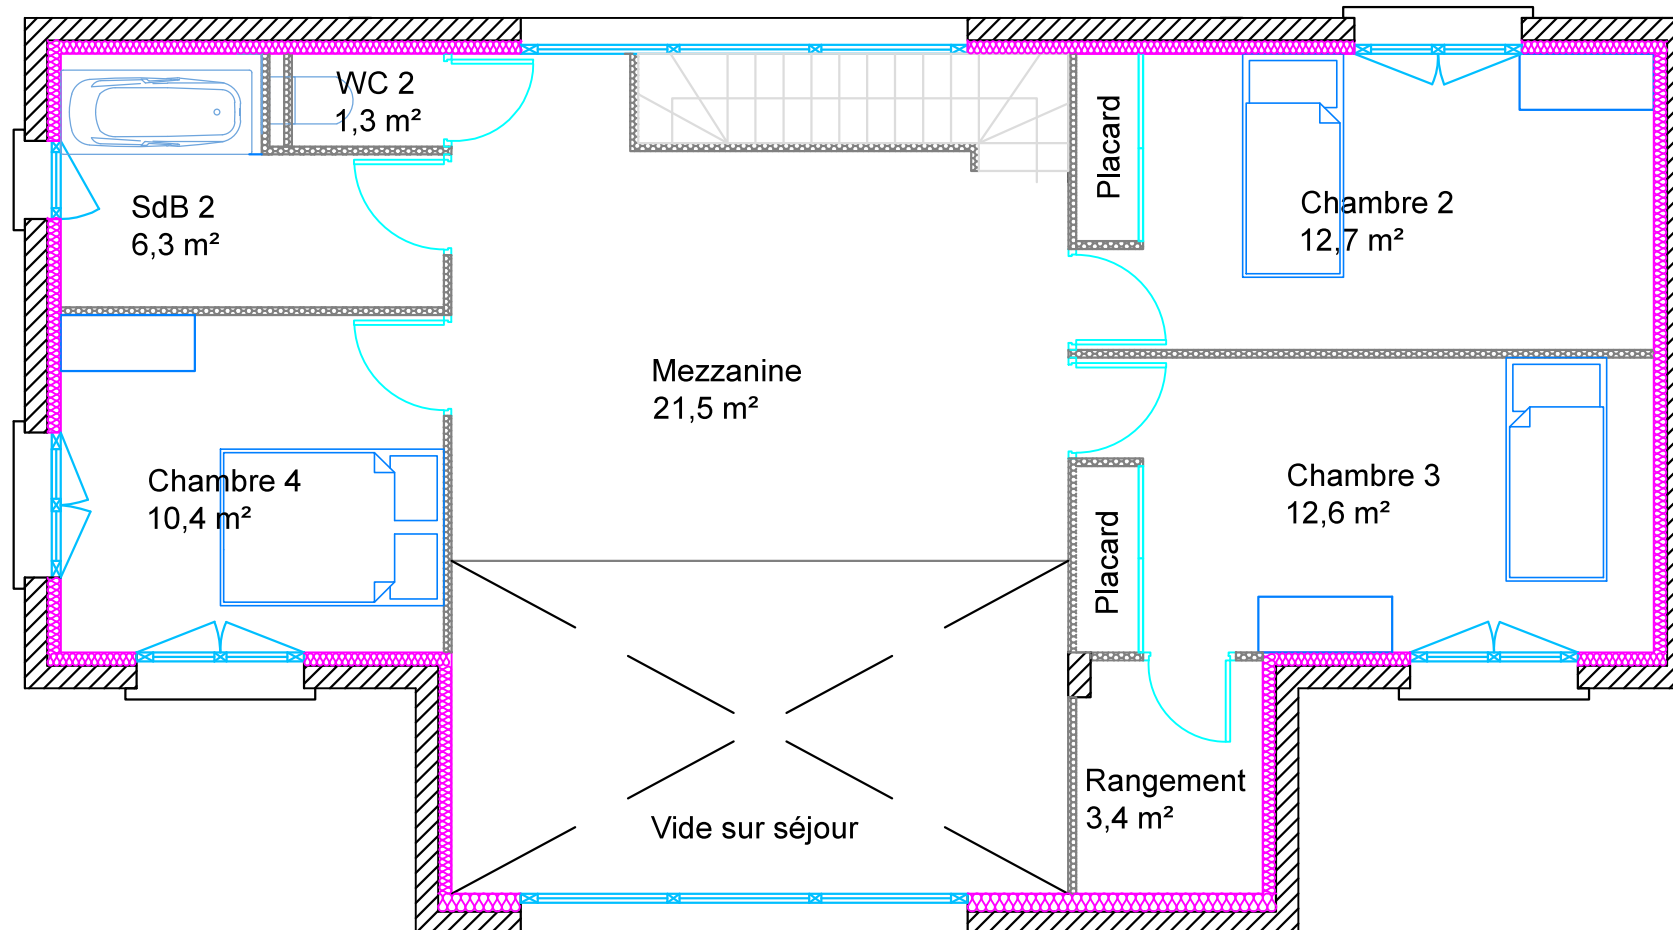 WC 2
1,3 m²
Placard
SdB 2
6,3 m²
Chambre 2
12,7 m²
Mezzanine
21,5 m²
Chambre 4
10,4 m²
Chambre 3
12,6 m²
Placard
Rangement
3,4 m²
Vide sur séjour